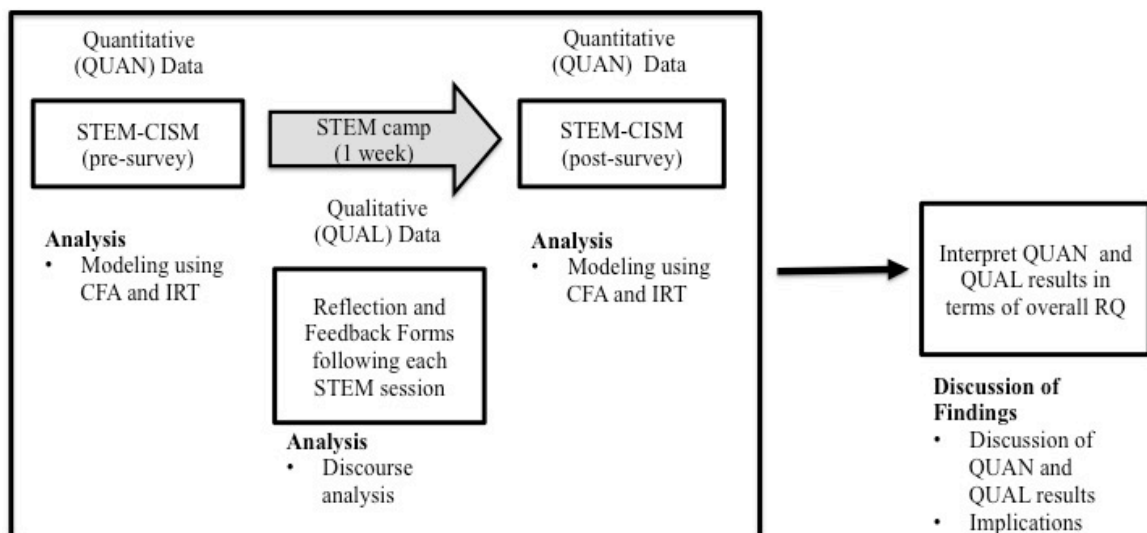 Quantitative
(QUAN) Data
STEM-CISM
(pre-survey)
Analysis
• Modeling using
CFA and IRT
STEM camp
(1 week)
Qualitative
(QUAL) Data
Reflection and
Feedback Forms
following each
STEM session
Analysis
• Discourse
analysis
Quantitative
(QUAN) Data
STEM-CISM
(post-survey)
Analysis
• Modeling using
CFA and IRT
Interpret QUAN and
QUAL results in
terms of overall RQ
Discussion of
Findings
• Discussion of
QUAN and
QUAL results
• Implications